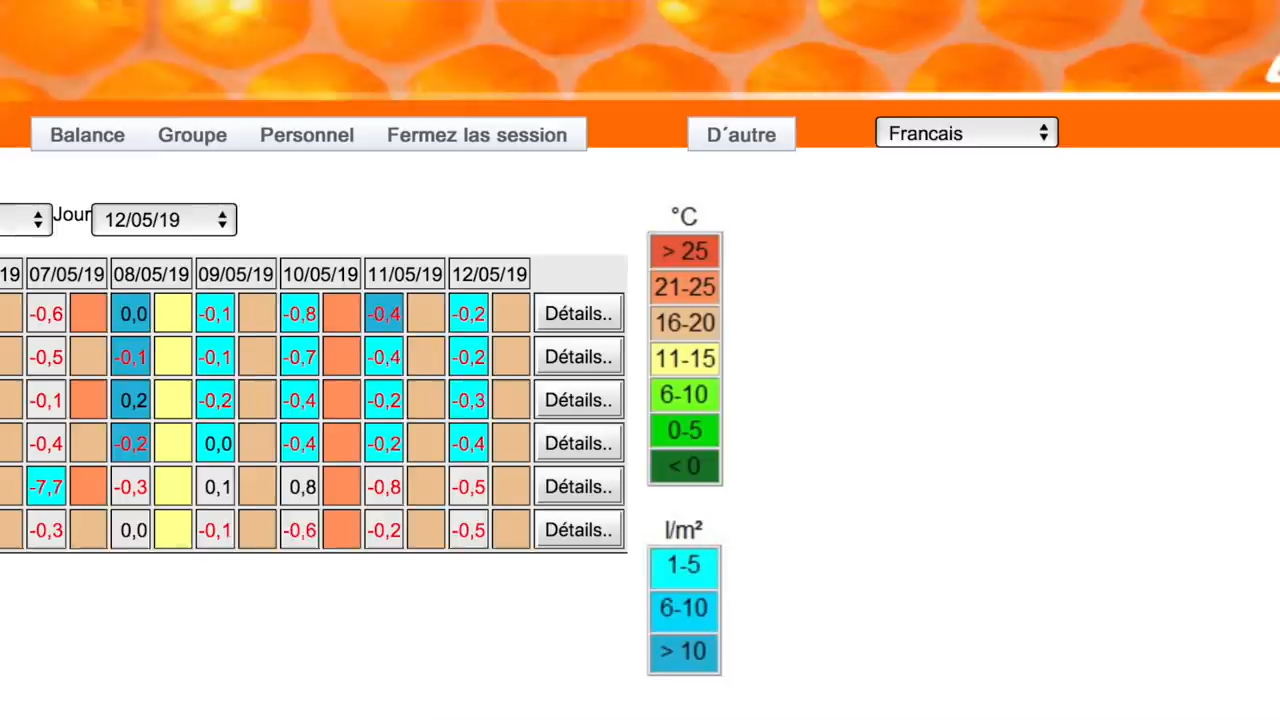 Balance Groupe Personnel Fermez las session D´autre Francais
Jour 12/05/19
19 07/05/19 08/05/19 09/05/19 10/05/19 11/05/19 12/05/19
-0,6 0,0 -0,1 -0,8 -0,4 -0,2 Détails..
-0,5 -0,1 -0,1 -0,7 -0,4 -0,2 Détails..
-0,1 0,2 -0,2 -0,4 -0,2 -0,3 Détails..
-0,4 -0,2 0,0 -0,4 -0,2 -0,4 Détails..
-7,7 -0,3 0,1 0,8 -0,8 -0,5 Détails..
-0,3 0,0 -0,1 -0,6 -0,2 -0,5 Détails..
°C
> 25
21-25
16-20
11-15
6-10
0-5
< 0
l/m²
1-5
6-10
> 10